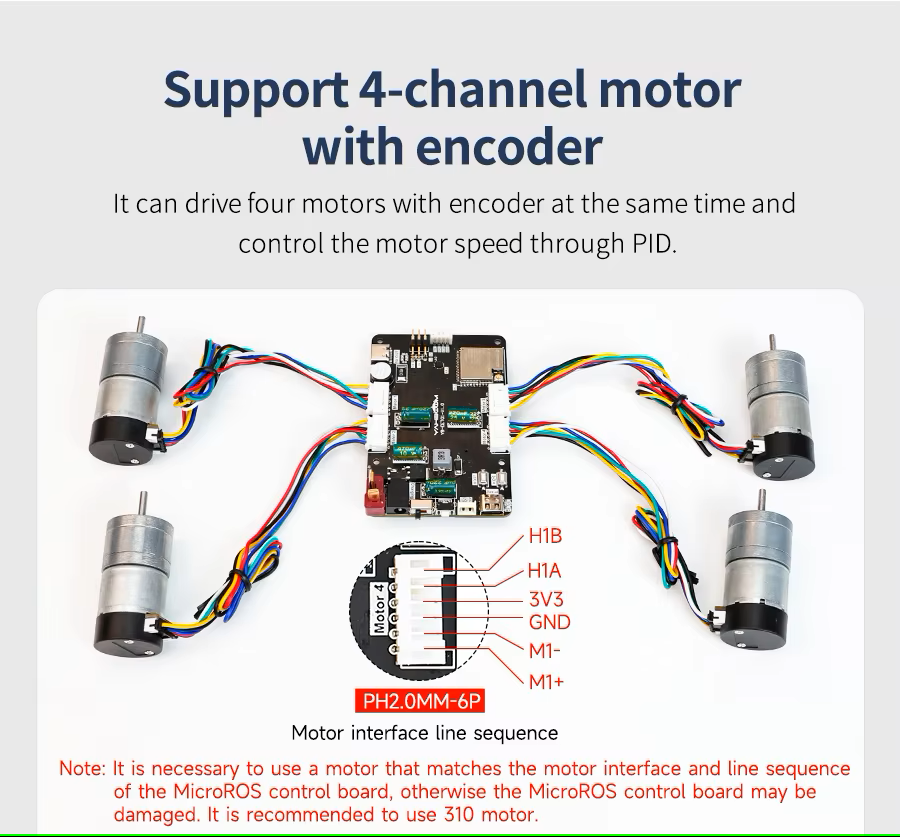 Support 4-channel motor
with encoder
It can drive four motors with encoder at the same time and
control the motor speed through PID.
H1B
H1A
3V3
GND
M1-
M1+
Motor 4
PH2.0MM-6P
Motor interface line sequence
Note: It is necessary to use a motor that matches the motor interface and line sequence
of the MicroROS control board, otherwise the MicroROS control board may be
damaged. It is recommended to use 310 motor.